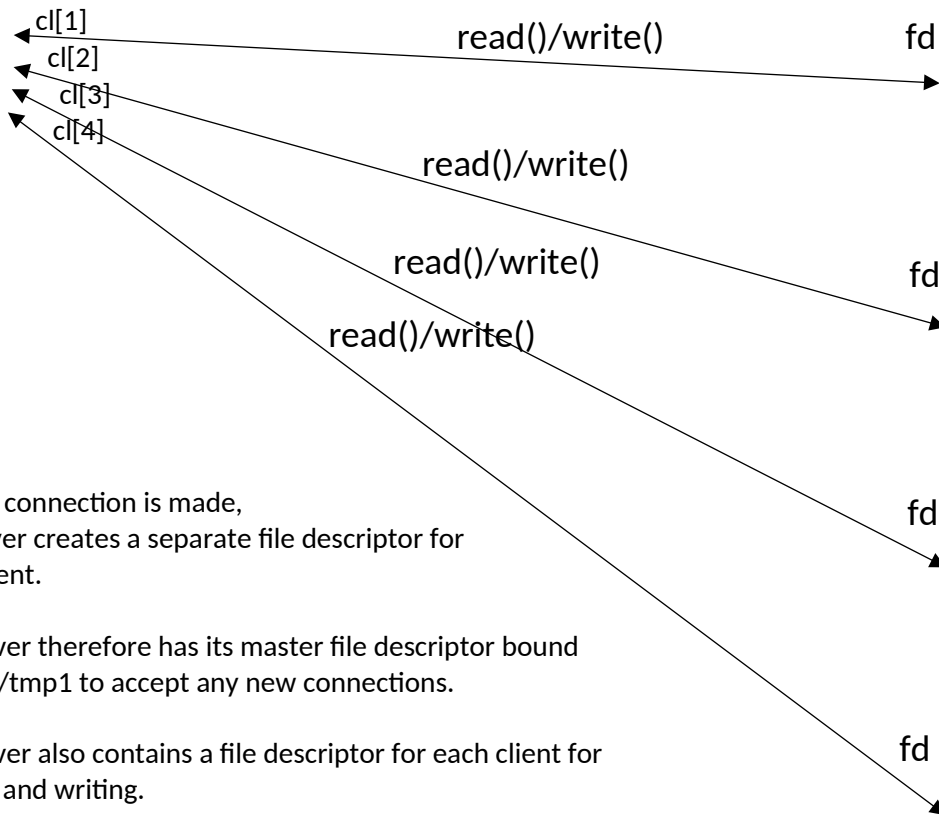 cl[1]
read()/write()
fd
cl[2]
cl[3]
cl[4]
read()/write()
read()/write()
fd
read()/write()
connection is made,
fd
ver creates a separate file descriptor for
ent.
ver therefore has its master file descriptor bound
/tmp1 to accept any new connections.
ver also contains a file descriptor for each client for
fd
and writing.